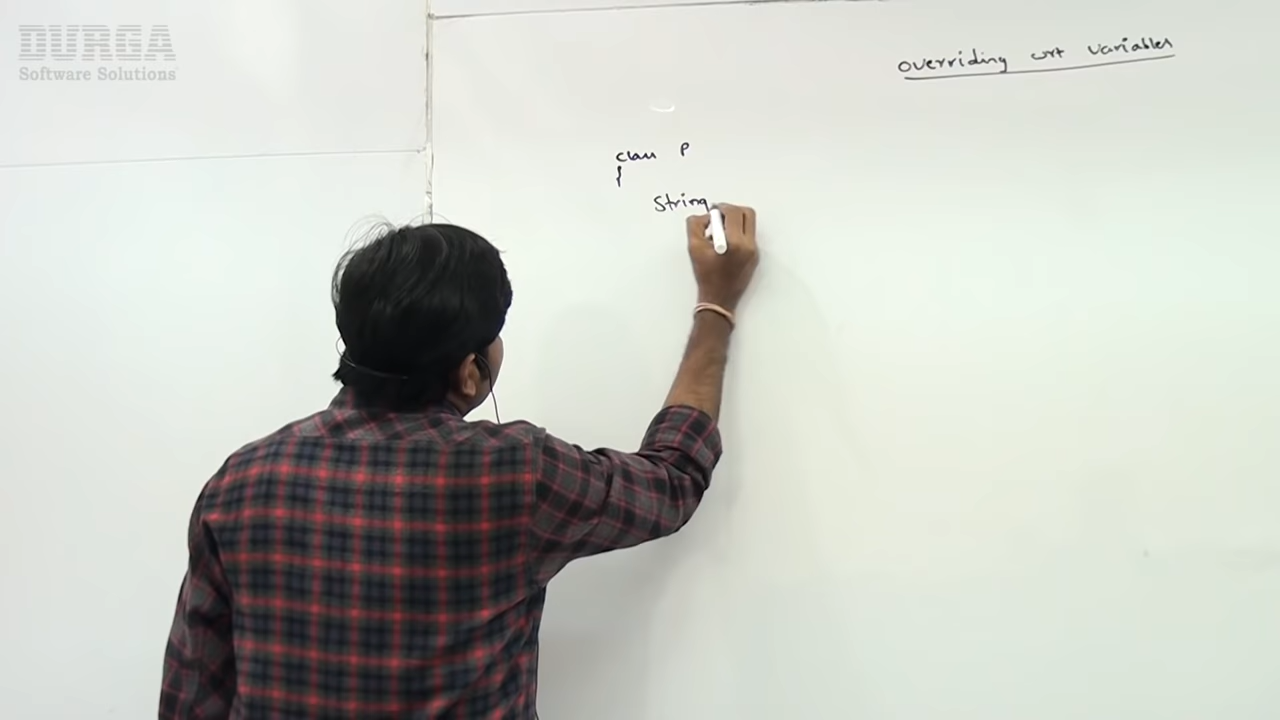 DURGA
Software Solutions
overriding wrt variables
class P
{
String